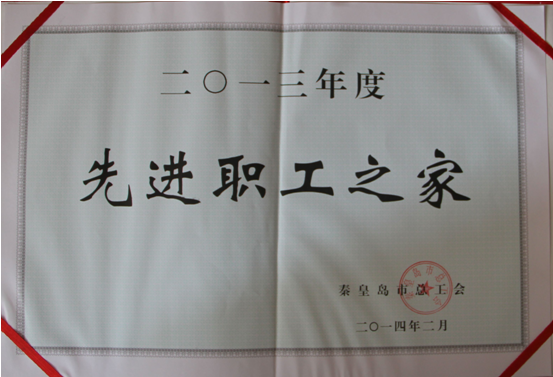 二〇一三年度
先进职工之家
秦皇岛市总工会
二〇一四年二月